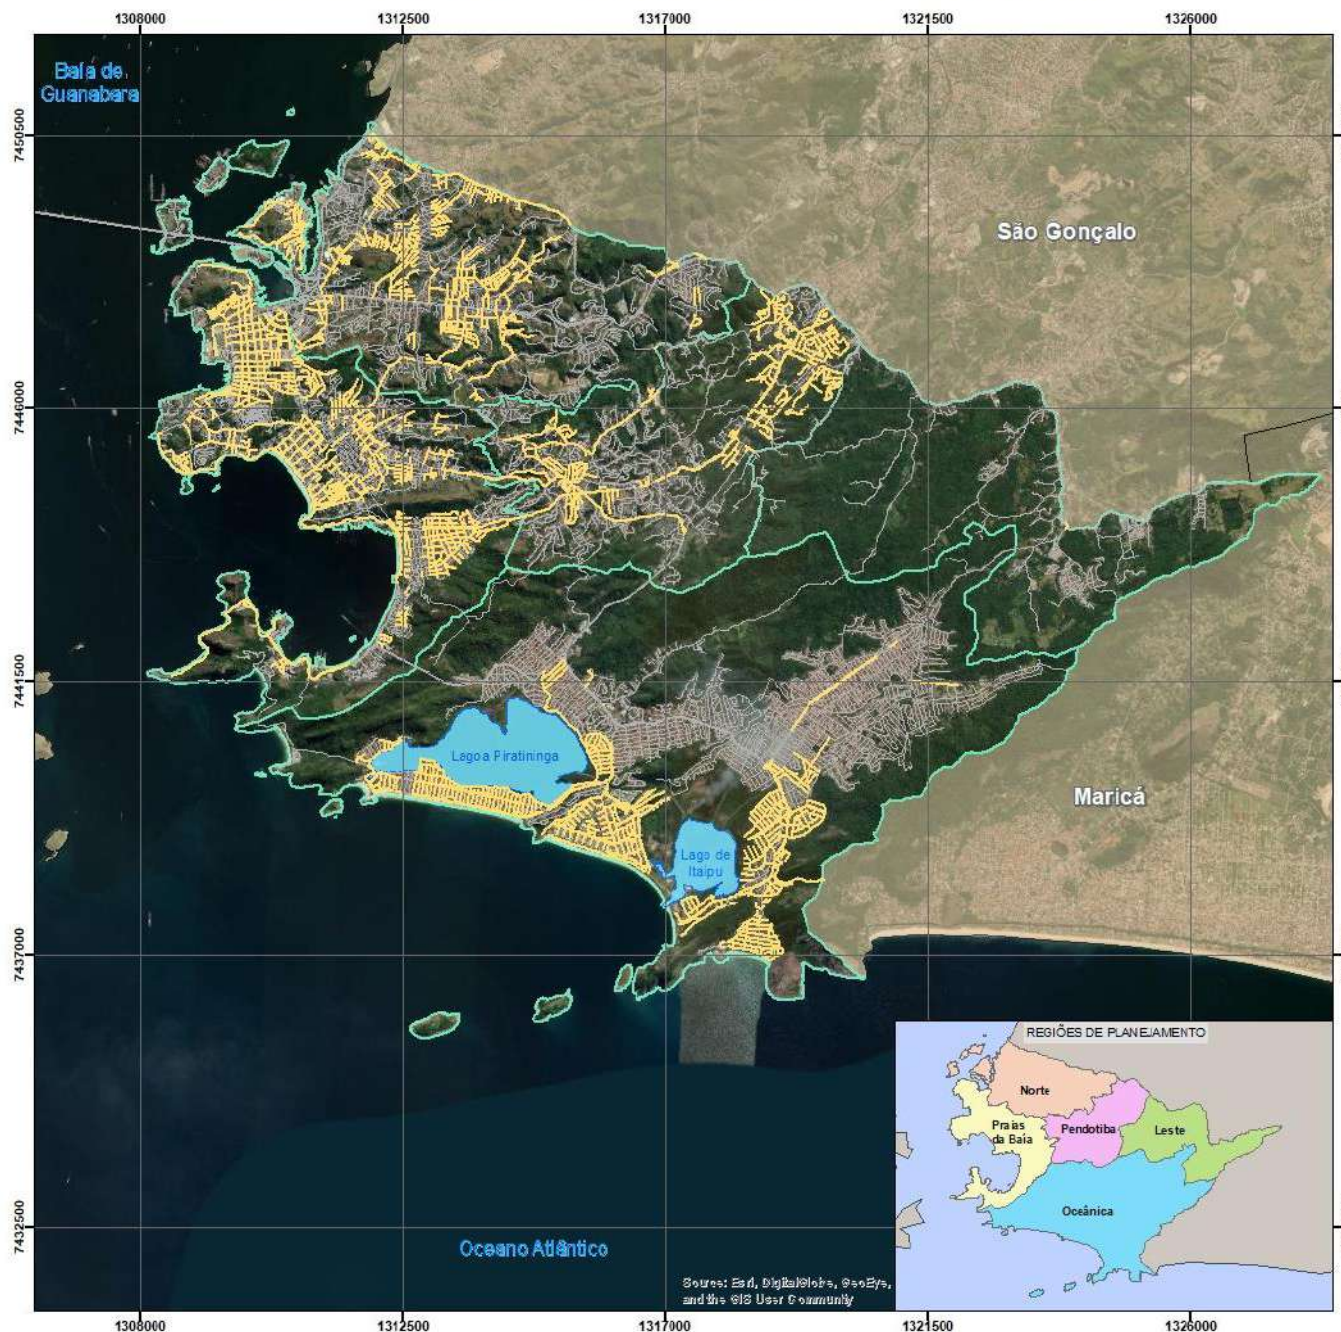 1308000
1312500
1317000
1321500
1326000
Baía de
Guanabara
7450500
São Gonçalo
7446000
7441500
Lagoa Piratininga
Maricá
Lago de
Itaipu
7437000
REGIÕES DE PLANEJAMENTO
Norte
Praias
da Baía
Pendotiba
Leste
Oceânica
7432500
Oceano Atlântico
Source: Esri, DigitalGlobe, GeoEye,
and the GIS User Community
1308000
1312500
1317000
1321500
1326000